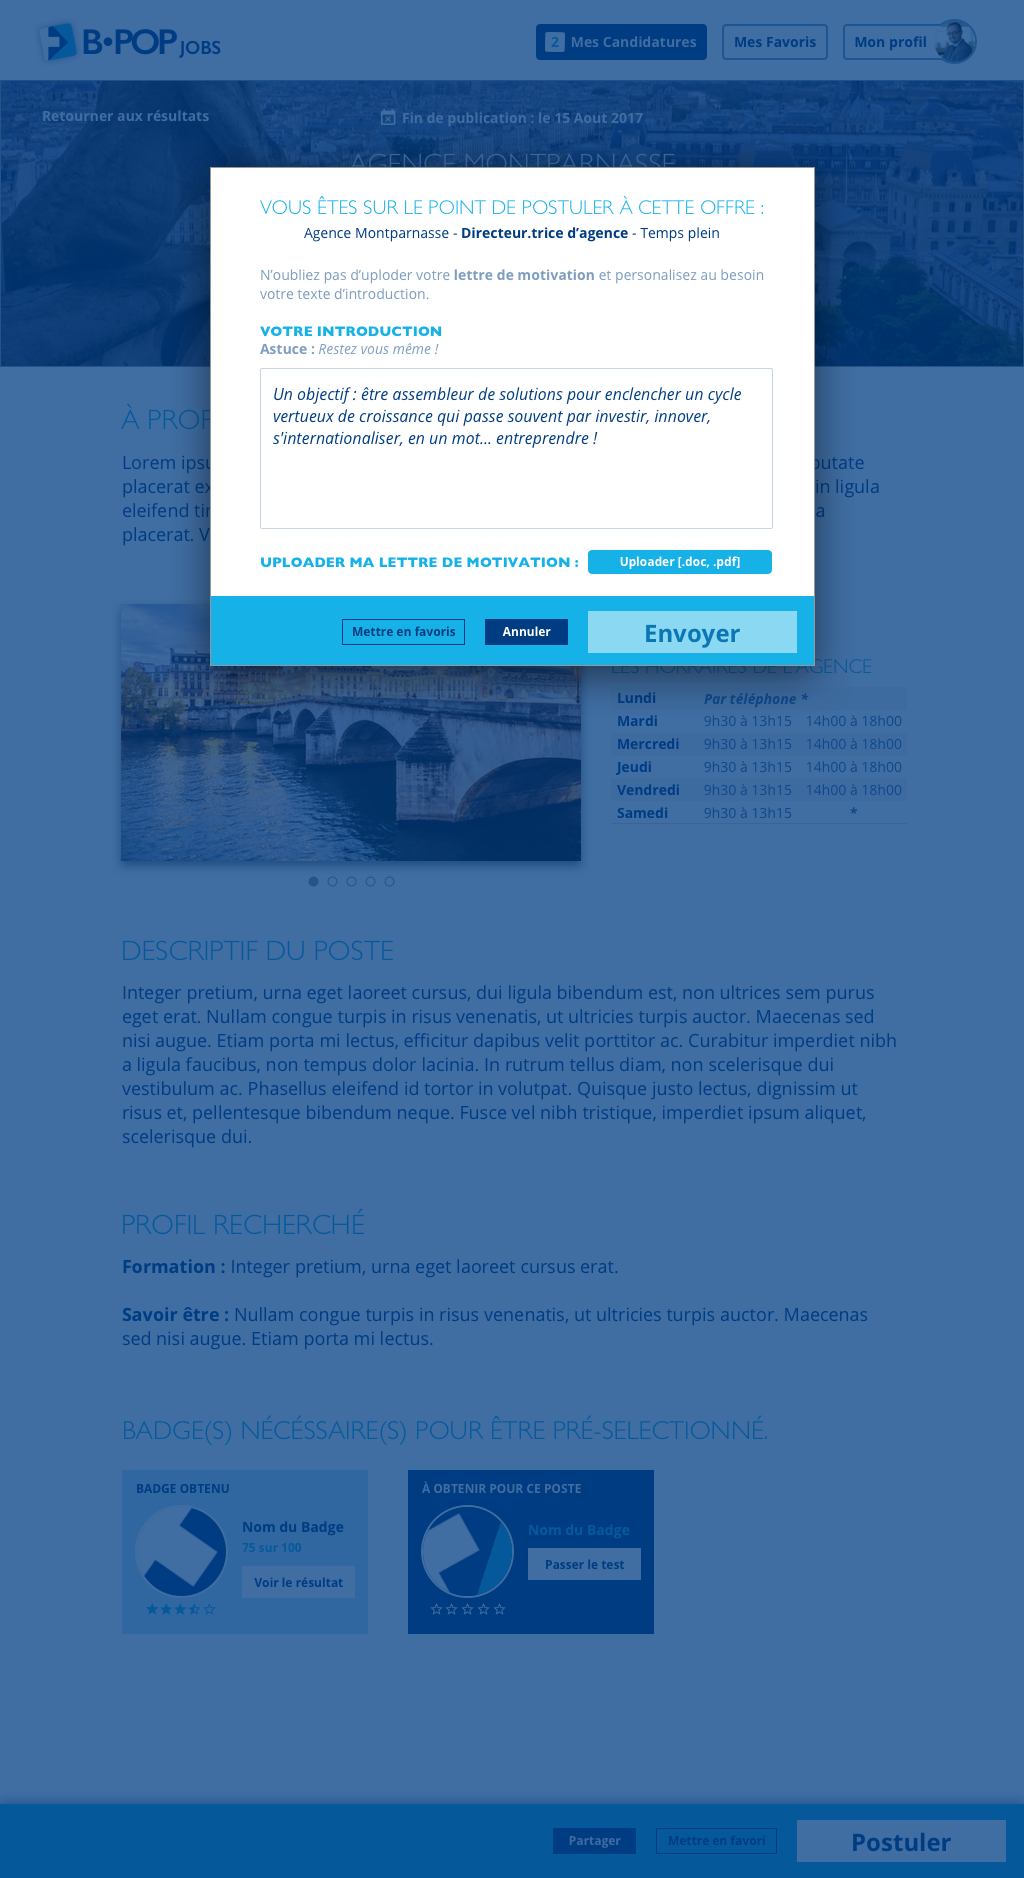 B•POP JOBS
2 Mes Candidatures
Mes Favoris
Mon profil
Retourner aux résultats
Fin de publication : le 15 Aout 2017
AGENCE MONTPARNASSE
VOUS ÊTES SUR LE POINT DE POSTULER À CETTE OFFRE :
Agence Montparnasse - Directeur.trice d’agence - Temps plein
N’oubliez pas d’uploder votre lettre de motivation et personalisez au besoin
votre texte d’introduction.
VOTRE INTRODUCTION
Astuce : Restez vous même !
Un objectif : être assembleur de solutions pour enclencher un cycle
vertueux de croissance qui passe souvent par investir, innover,
s'internationaliser, en un mot... entreprendre !
UPLOADER MA LETTRE DE MOTIVATION :
Uploader [.doc, .pdf]
Mettre en favoris
Annuler
Envoyer
À
Lorem
placerat in ligula
eleifend a
placerat.
LES HORRAIRES DE L'AGENCE
Lundi Par téléphone *
Mardi 9h30 à 13h15 14h00 à 18h00
Mercredi 9h30 à 13h15 14h00 à 18h00
Jeudi 9h30 à 13h15 14h00 à 18h00
Vendredi 9h30 à 13h15 14h00 à 18h00
Samedi 9h30 à 13h15 *
DESCRIPTIF DU POSTE
Integer pretium, urna eget laoreet cursus, dui ligula bibendum est, non ultrices sem purus
eget erat. Nullam congue turpis in risus venenatis, ut ultricies turpis auctor. Maecenas sed
nisi augue. Etiam porta mi lectus, efficitur dapibus velit porttitor ac. Curabitur imperdiet nibh
a ligula faucibus, non tempus dolor lacinia. In rutrum tellus diam, non scelerisque dui
vestibulum ac. Phasellus eleifend id tortor in volutpat. Quisque justo lectus, dignissim ut
risus et, pellentesque bibendum neque. Fusce vel nibh tristique, imperdiet ipsum aliquet,
scelerisque dui.
PROFIL RECHERCHÉ
Formation : Integer pretium, urna eget laoreet cursus erat.
Savoir être : Nullam congue turpis in risus venenatis, ut ultricies turpis auctor. Maecenas
sed nisi augue. Etiam porta mi lectus.
BADGE(S) NÉCÉSSAIRE(S) POUR ÊTRE PRÉ-SELECTIONNÉ.
BADGE OBTENU
Nom du Badge
75 sur 100
Voir le résultat
À OBTENIR POUR CE POSTE
Nom du Badge
Passer le test
Partager
Mettre en favori
Postuler